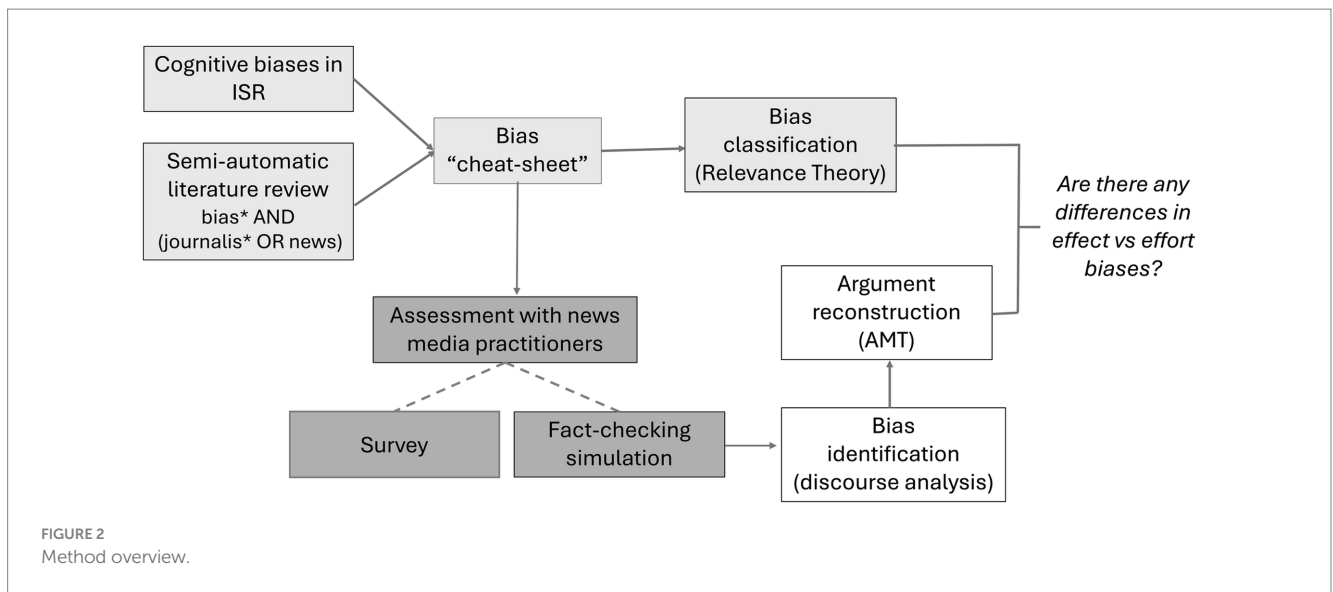 Cognitive biases in
ISR
Semi-automatic
literature review
bias* AND
(journalis* OR news)
Bias
“cheat-sheet”
Bias
classification
(Relevance Theory)
Are there any
differences in
effect vs effort
biases?
Assessment with news
media practitioners
Argument
reconstruction
(AMT)
Survey
Fact-checking
simulation
Bias
identification
(discourse analysis)
FIGURE 2
Method overview.